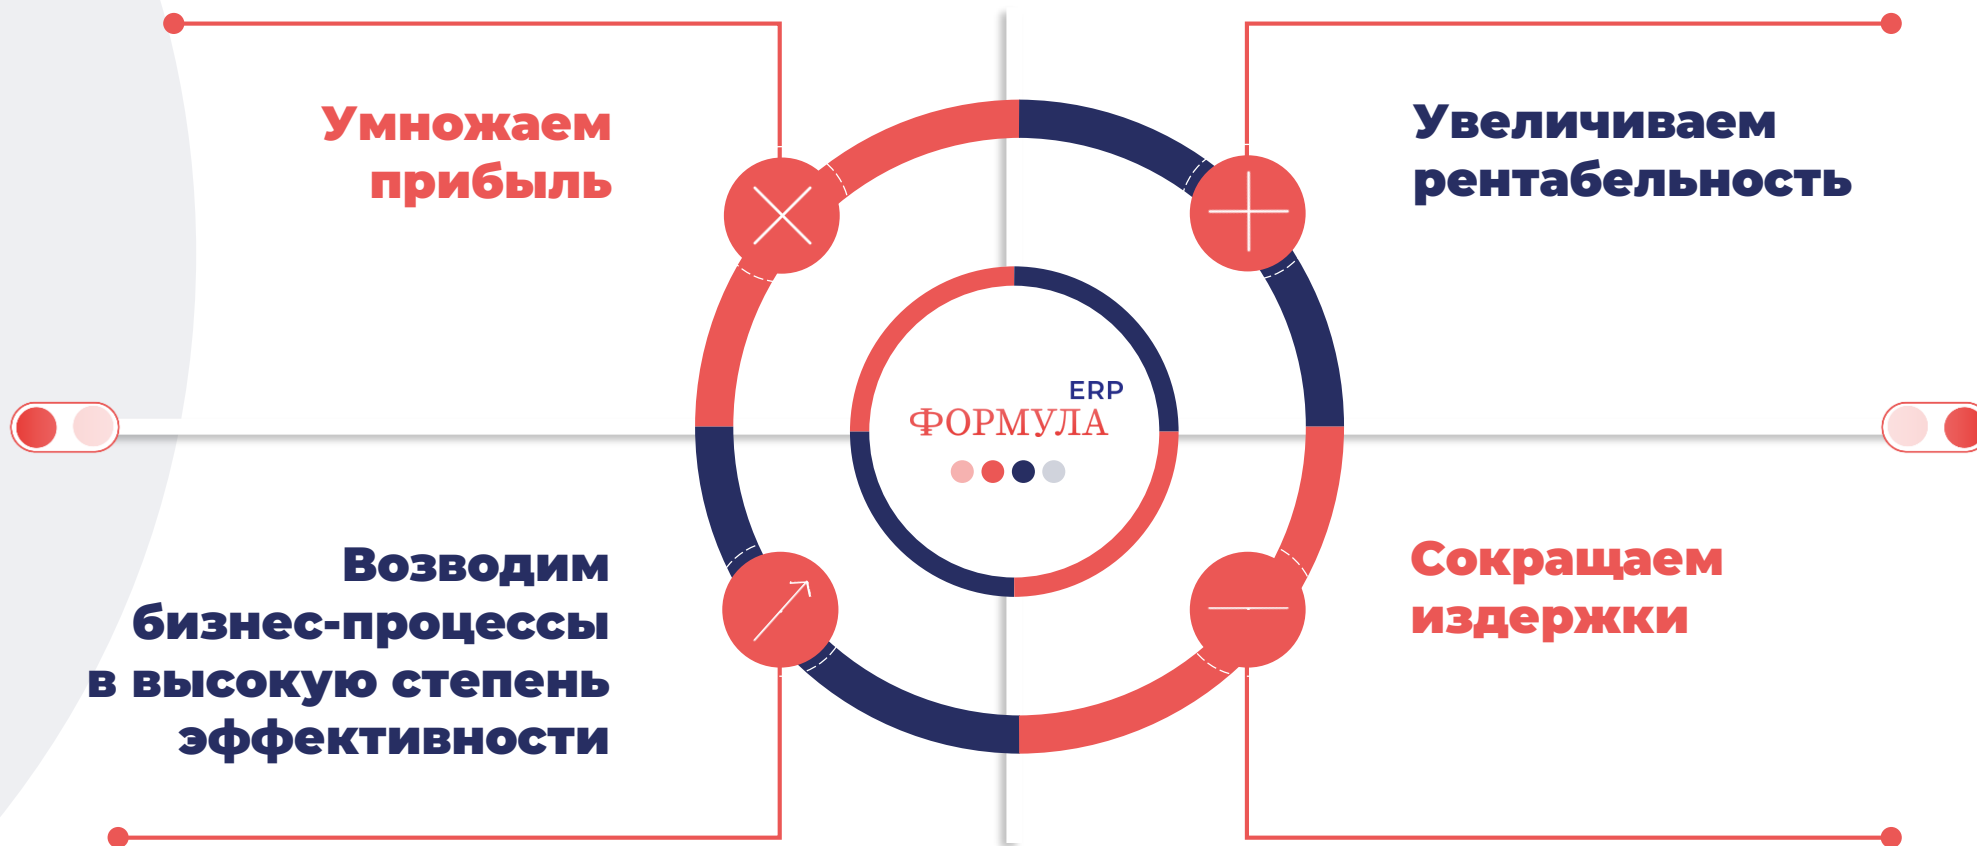 Умножаем
прибыль
Увеличиваем
рентабельность
ERP
ФОРМУЛА
Возводим
бизнес-процессы
в высокую степень
эффективности
Сокращаем
издержки